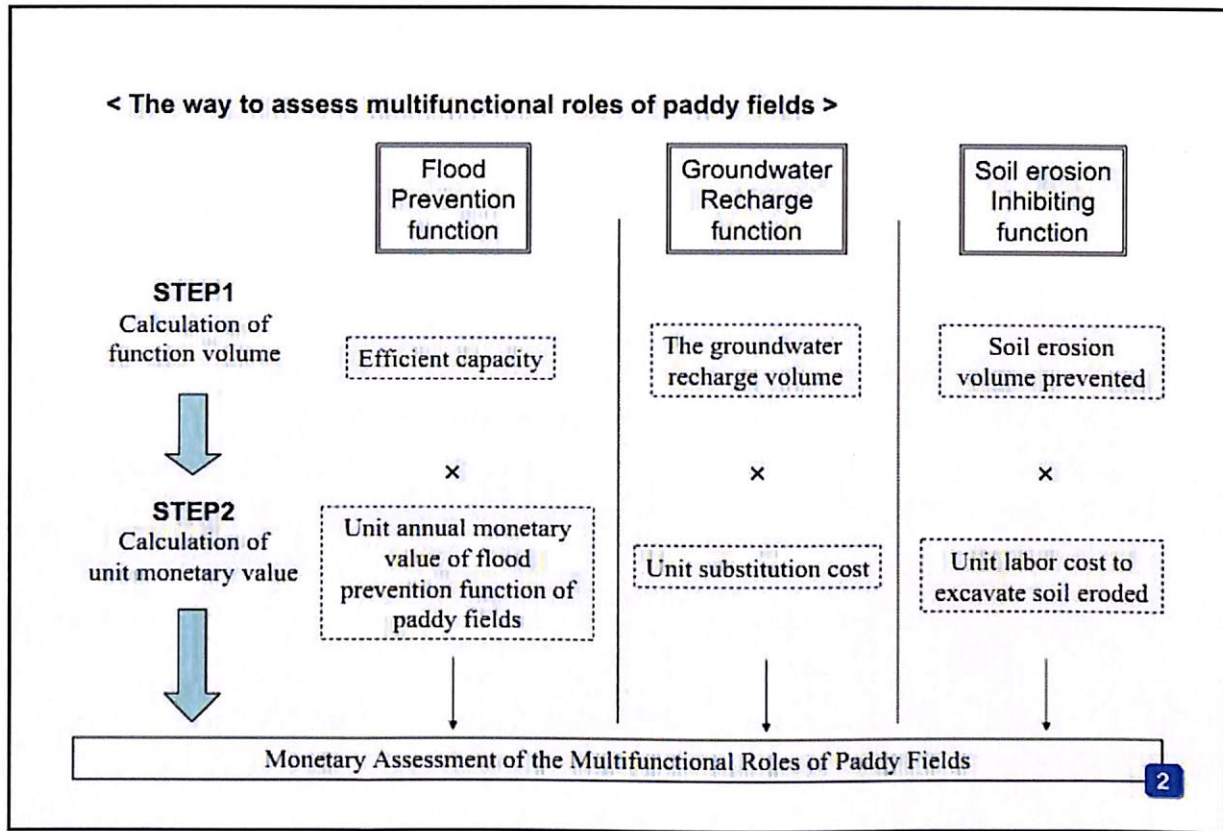 < The way to assess multifunctional roles of paddy fields >
Flood
Prevention
function
Groundwater
Recharge
function
Soil erosion
Inhibiting
function
STEP1
Calculation of
function volume
Efficient capacity
The groundwater
recharge volume
Soil erosion
volume prevented
×
×
×
STEP2
Calculation of
unit monetary value
Unit annual monetary
value of flood
prevention function of
paddy fields
Unit substitution cost
Unit labor cost to
excavate soil eroded
Monetary Assessment of the Multifunctional Roles of Paddy Fields
2